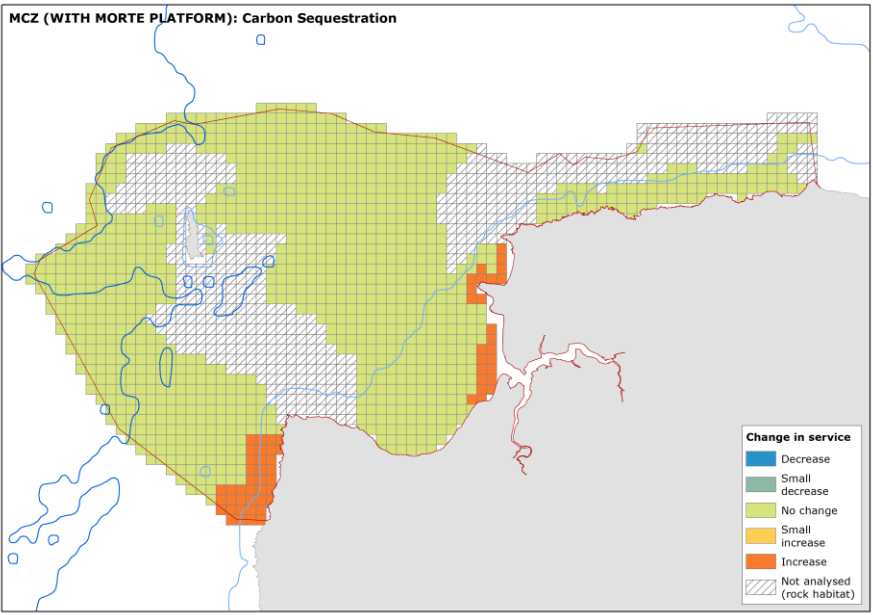 MCZ (WITH MORTE PLATFORM): Carbon Sequestration
Change in service
Decrease
Small
decrease
No change
Small
increase
Increase
Not analysed
(rock habitat)